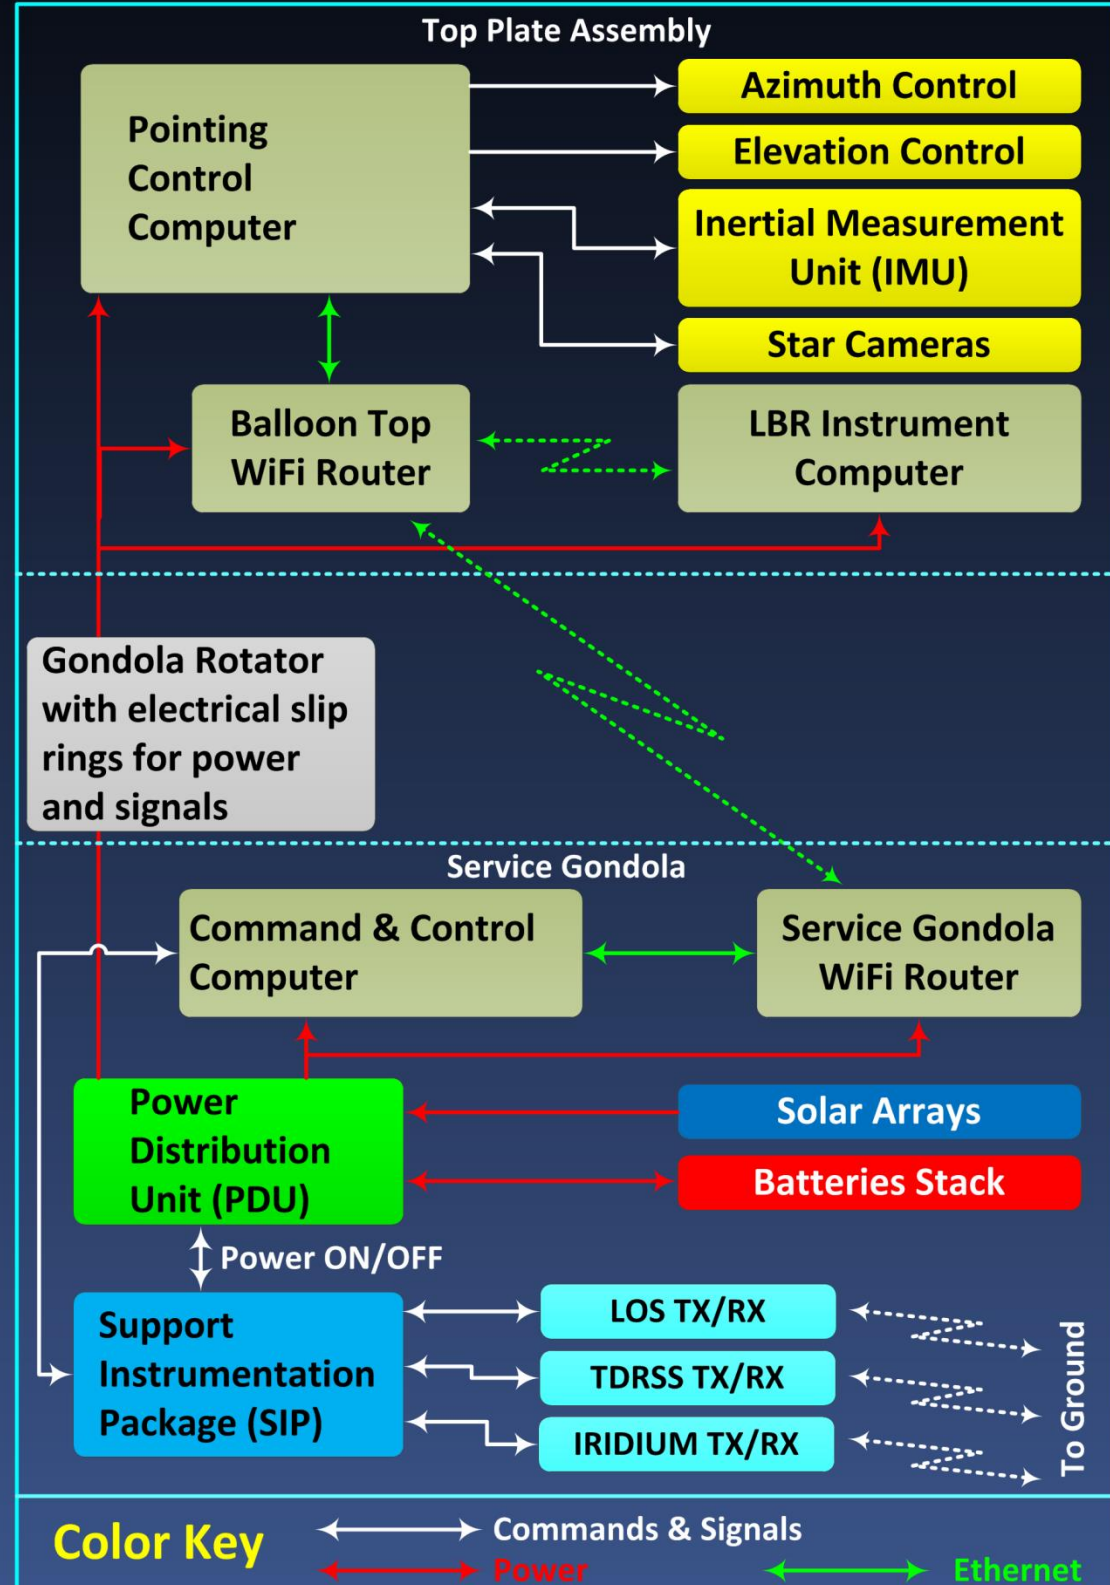 Top Plate Assembly
Pointing
Control
Computer
Azimuth Control
Elevation Control
Inertial Measurement
Unit (IMU)
Star Cameras
Balloon Top
WiFi Router
LBR Instrument
Computer
Gondola Rotator
with electrical slip
rings for power
and signals
Service Gondola
Command & Control
Computer
Service Gondola
WiFi Router
Power
Distribution
Unit (PDU)
Solar Arrays
Batteries Stack
Power ON/OFF
Support
Instrumentation
Package (SIP)
LOS TX/RX
TDRSS TX/RX
IRIDIUM TX/RX
To Ground
Color Key
Commands & Signals
Power
Ethernet